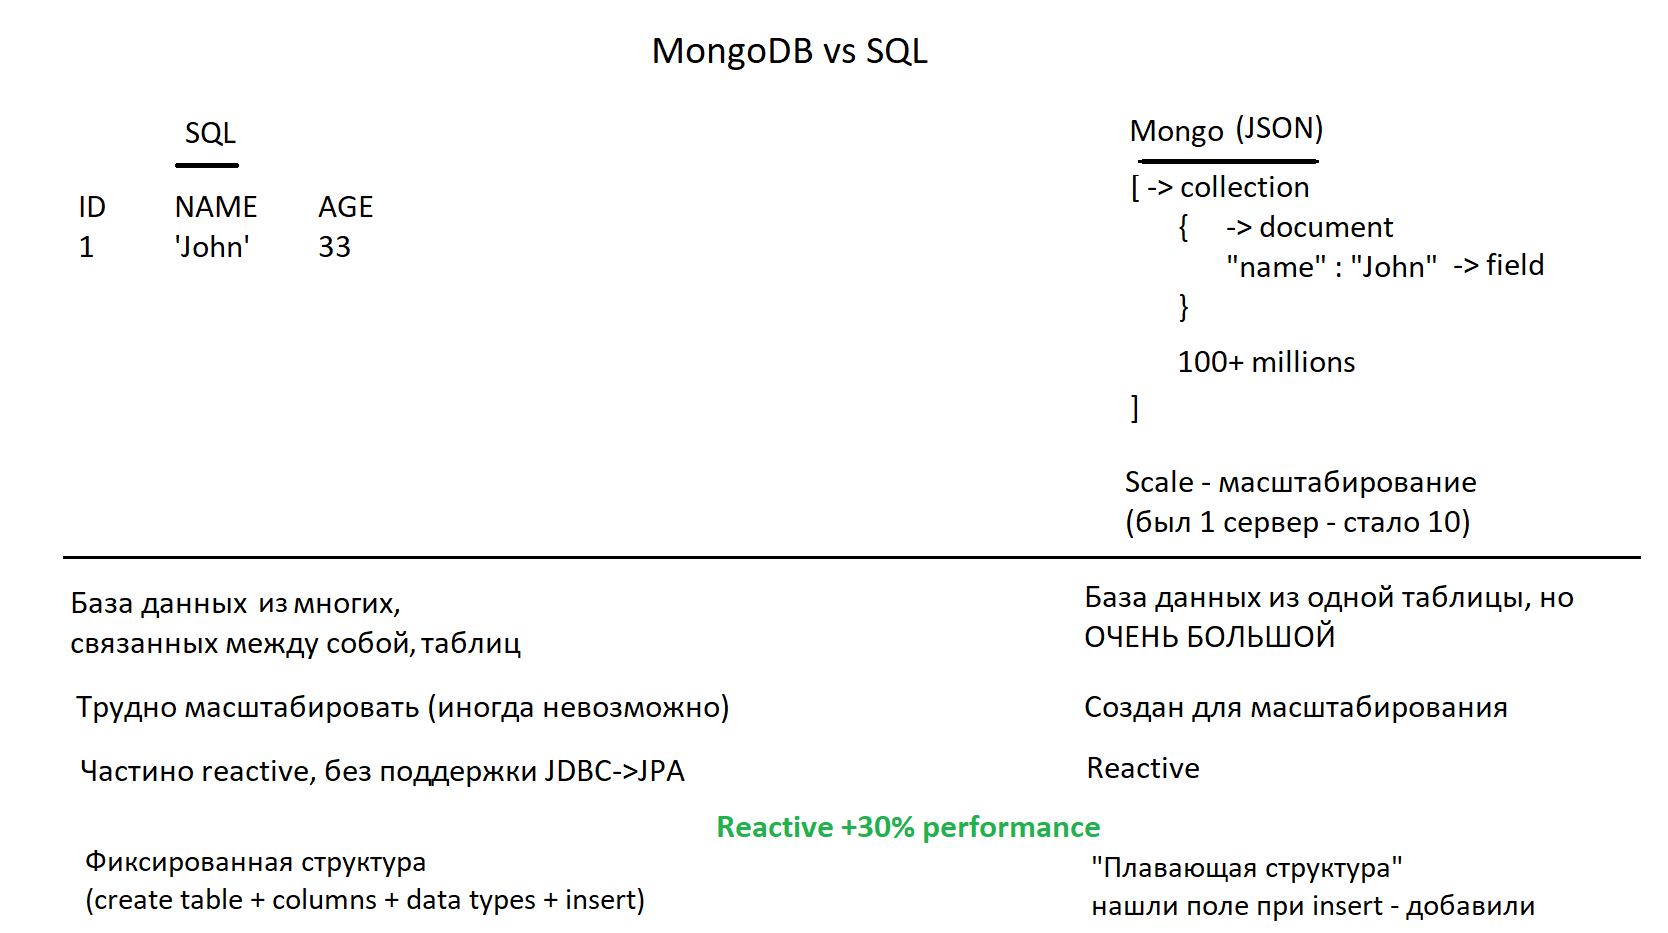 MongoDB vs SQL
SQL
ID NAME AGE
1 'John' 33
Mongo (JSON)
[ -> collection
{ -> document
"name" : "John" -> field
}
100+ millions
]
Scale - масштабирование
(был 1 сервер - стало 10)
База данных из многих,
связанных между собой, таблиц
База данных из одной таблицы, но
ОЧЕНЬ БОЛЬШОЙ
Трудно масштабировать (иногда невозможно)
Создан для масштабирования
Частино reactive, без поддержки JDBC->JPA
Reactive
Reactive +30% performance
Фиксированная структура
(create table + columns + data types + insert)
"Плавающая структура"
нашли поле при insert - добавили